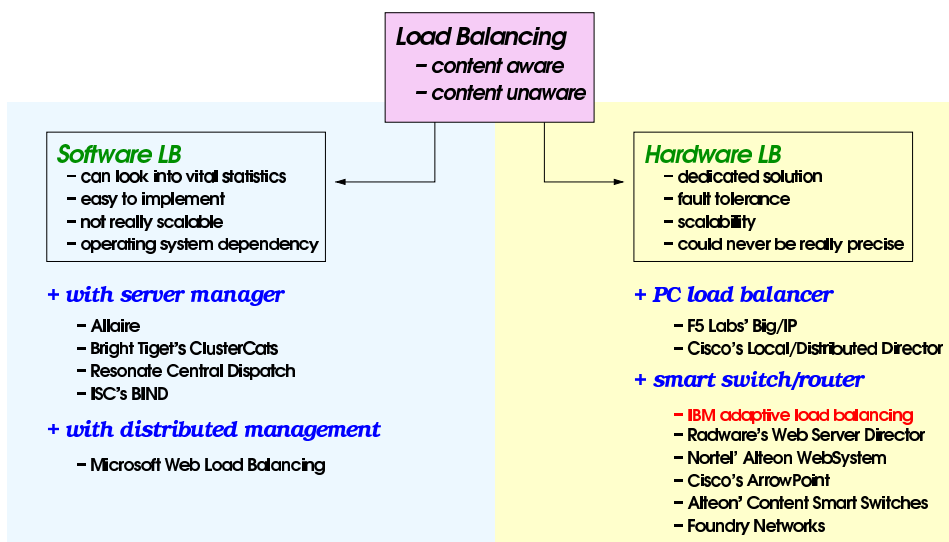 Load Balancing
– content aware
– content unaware
Software LB
– can look into vital statistics
– easy to implement
– not really scalable
– operating system dependency
+ with server manager
– Allaire
– Bright Tiget's ClusterCats
– Resonate Central Dispatch
– ISC's BIND
+ with distributed management
– Microsoft Web Load Balancing
Hardware LB
– dedicated solution
– fault tolerance
– scalability
– could never be really precise
+ PC load balancer
– F5 Labs' Big/IP
– Cisco's Local/Distributed Director
+ smart switch/router
– IBM adaptive load balancing
– Radware's Web Server Director
– Nortel' Alteon WebSystem
– Cisco's ArrowPoint
– Alteon' Content Smart Switches
– Foundry Networks